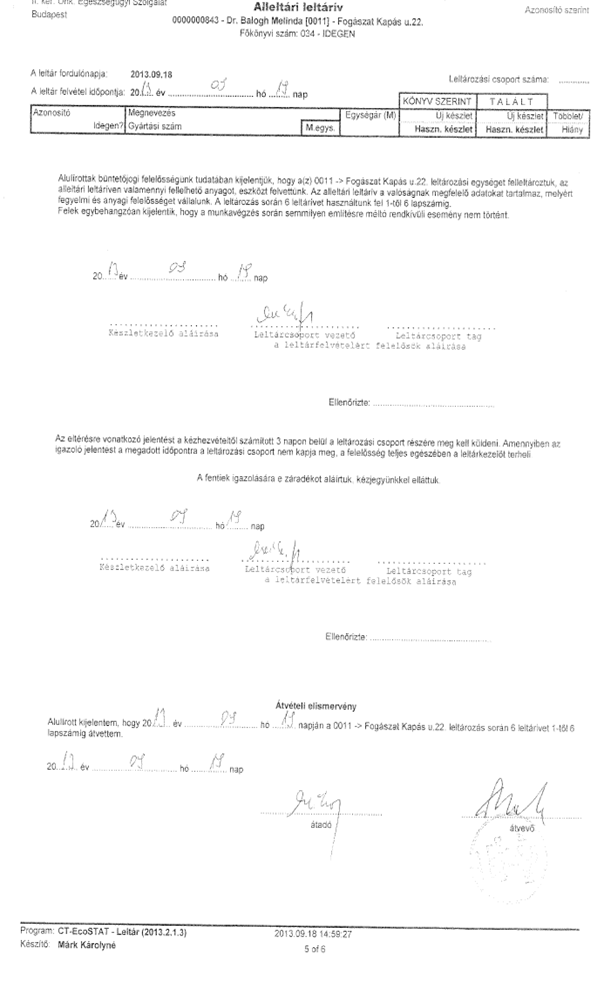 II. Ker. Önk. Egészségügyi Szolgálat
Budapest
Alleltári leltárív
Azonosító szerint
0000000843 - Dr. Balogh Melinda [0011] - Fogászat Kapás u.22.
Főkönyvi szám: 034 - IDEGEN
A leltár fordulónapja: 2013.09.18
Leltározási csoport száma: ............
A leltár felvétel időpontja: 2013 év 09 hó 19 nap
KÖNYV SZERINT TALÁLT
Azonosító Megnevezés Egységár (M) Új készlet Új készlet Többlet/
Idegen? Gyártási szám M.egys. Haszn. készlet Haszn. készlet Hiány
Alulírottak büntetőjogi felelősségünk tudatában kijelentjük, hogy a(z) 0011 -> Fogászat Kapás u.22. leltározási egységet felleltároztuk, az
alleltári leltáríven valamennyi fellelhető anyagot, eszközt felvettünk. Az alleltári leltárív a valóságnak megfelelő adatokat tartalmaz, melyért
fegyelmi és anyagi felelősséget vállalunk. A leltározás során 6 leltárívet használtunk fel 1-től 6 lapszámig.
Felek egybehangzóan kijelentik, hogy a munkavégzés során semmilyen említésre méltó rendkívüli esemény nem történt.
2013 év 09 hó 19 nap
Készletkezelő aláírása Leltárcsoport vezető Leltárcsoport tag
a leltárfelvételért felelősök aláírása
Ellenőrizte:
Az eltérésre vonatkozó jelentést a kézhezvételtől számított 3 napon belül a leltározási csoport részére meg kell küldeni. Amennyiben az
igazoló jelentést a megadott időpontra a leltározási csoport nem kapja meg, a felelősség teljes egészében a leltárkezelőt terheli
A fentiek igazolására e záradékot aláírtuk, kézjegyünkkel elláttuk.
2013 év 09 hó 19 nap
Készletkezelő aláírása Leltárcsoport vezető Leltárcsoport tag
a leltárfelvételért felelősök aláírása
Ellenőrizte:
Átvételi elismervény
Alulírott kijelentem, hogy 2013 év 09 hó 19 napján a 0011 -> Fogászat Kapás u.22. leltározás során 6 leltárívet 1-től 6
lapszámig átvettem.
2013 év 09 hó 19 nap
átadó átvevő
Program: CT-EcoSTAT - Leltár (2013.2.1.3) 2013.09.18 14:59:27
Készítő: Márk Károlyné 5 of 6